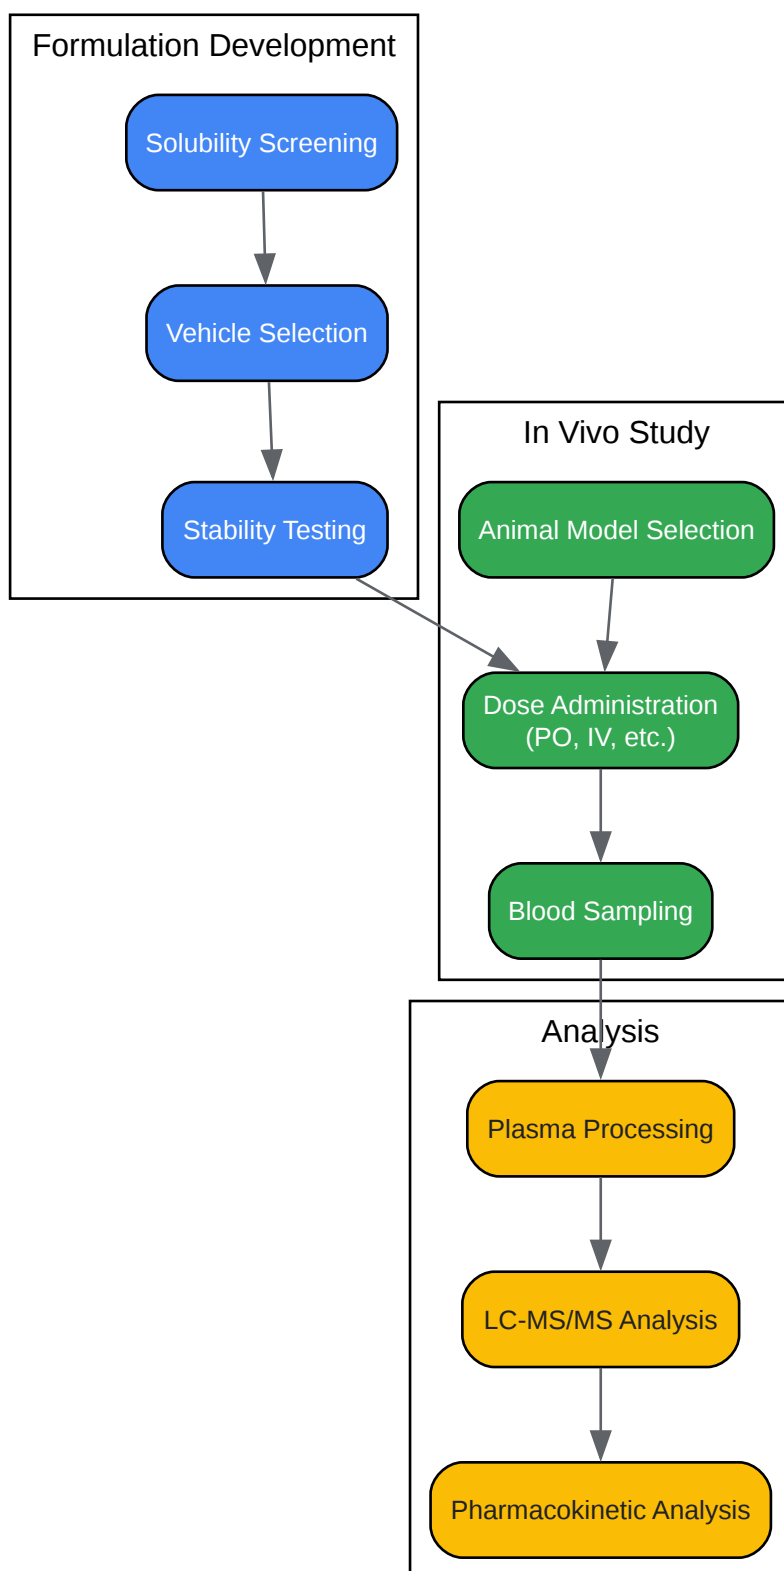 Formulation Development
Solubility Screening
Vehicle Selection
Stability Testing
In Vivo Study
Animal Model Selection
Dose Administration
(PO, IV, etc.)
Blood Sampling
Analysis
Plasma Processing
LC-MS/MS Analysis
Pharmacokinetic Analysis